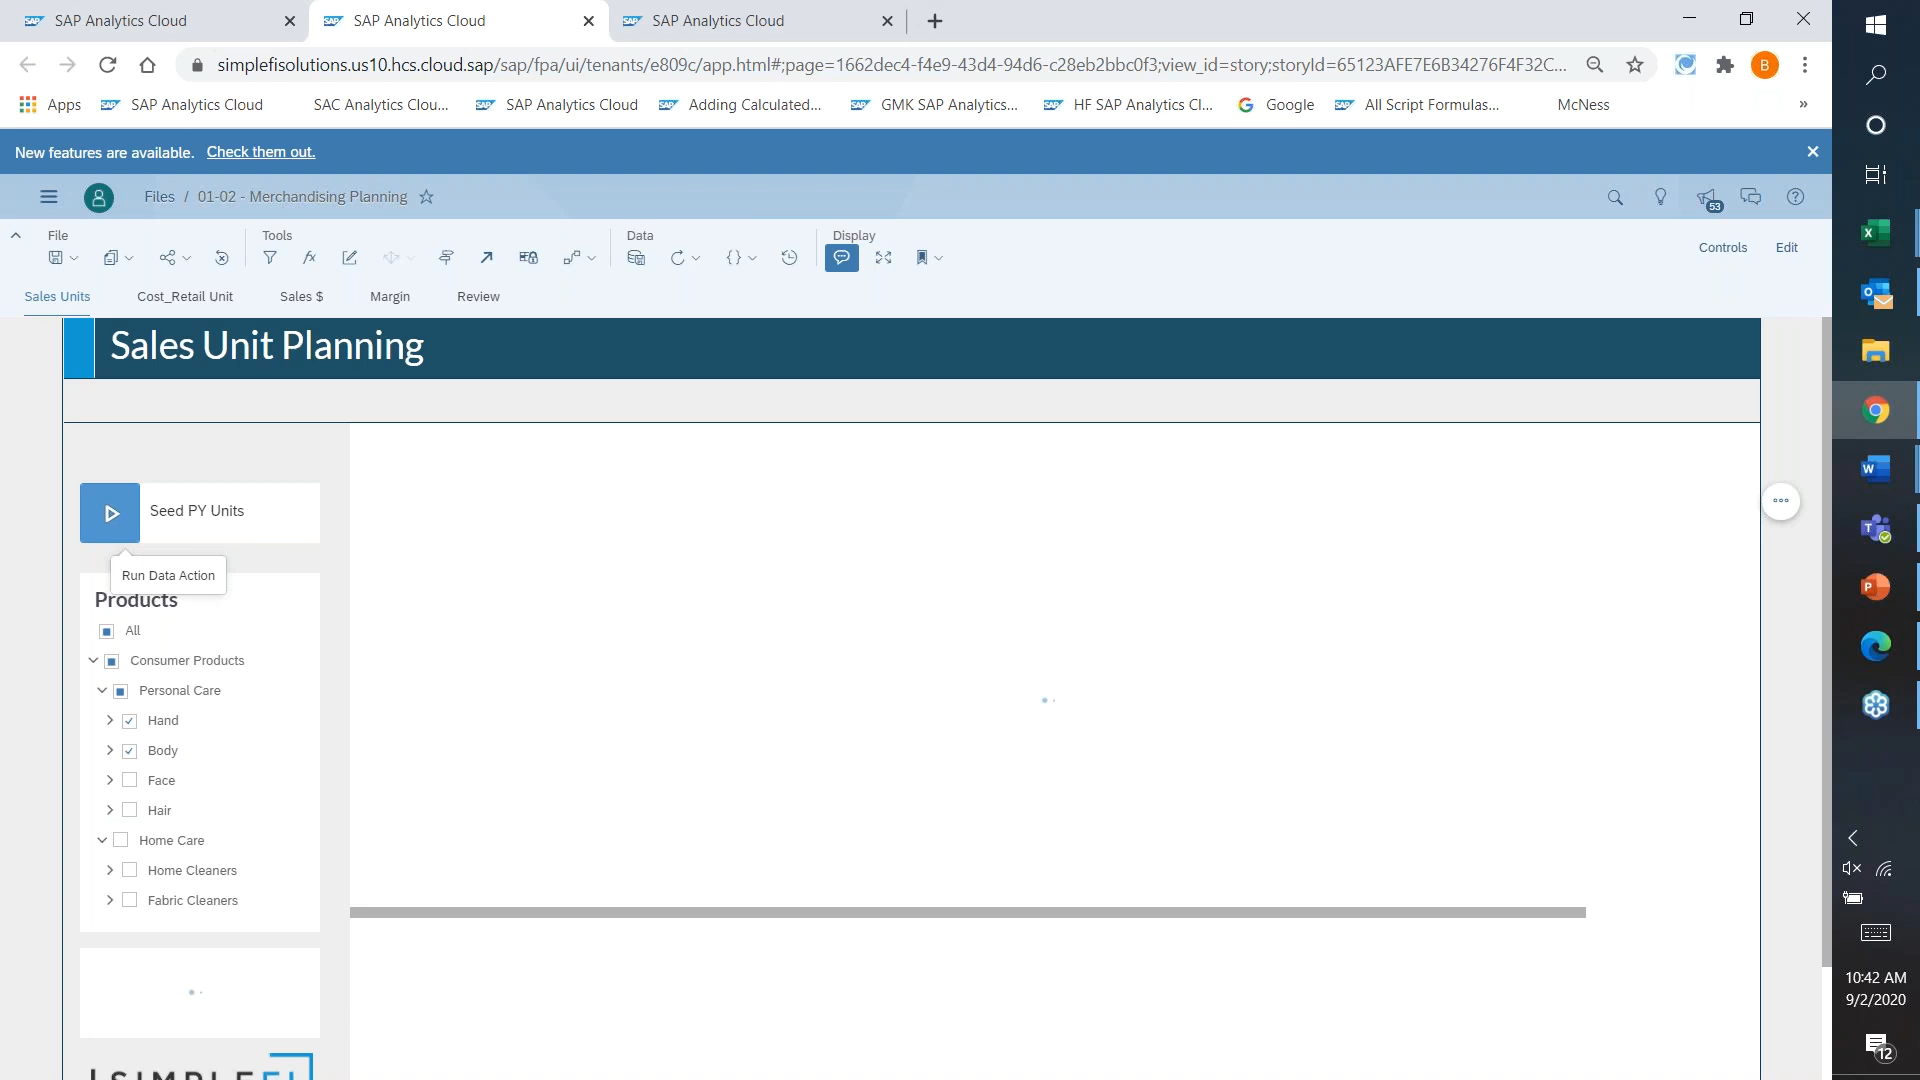 SAP Analytics Cloud
SAP Analytics Cloud
SAP Analytics Cloud
simplefisolutions.us10.hcs.cloud.sap/sap/fpa/ui/tenants/e809c/app.html#;page=1662dec4-f4e9-43d4-94d6-c28eb2bbc0f3;view_id=story;storyId=65123AFE7E6B34276F4F32C...
B
Apps
SAP Analytics Cloud
SAC Analytics Clou...
SAP Analytics Cloud
Adding Calculated...
GMK SAP Analytics...
HF SAP Analytics Cl...
Google
All Script Formulas...
McNess
»
New features are available. Check them out.
Files / 01-02 - Merchandising Planning
53
File
Tools
Data
Display
Controls
Edit
Sales Units
Cost_Retail Unit
Sales $
Margin
Review
Sales Unit Planning
Seed PY Units
Run Data Action
Products
All
Consumer Products
Personal Care
Hand
Body
Face
Hair
Home Care
Home Cleaners
Fabric Cleaners
SIMPLEFI
10:42 AM
9/2/2020
12